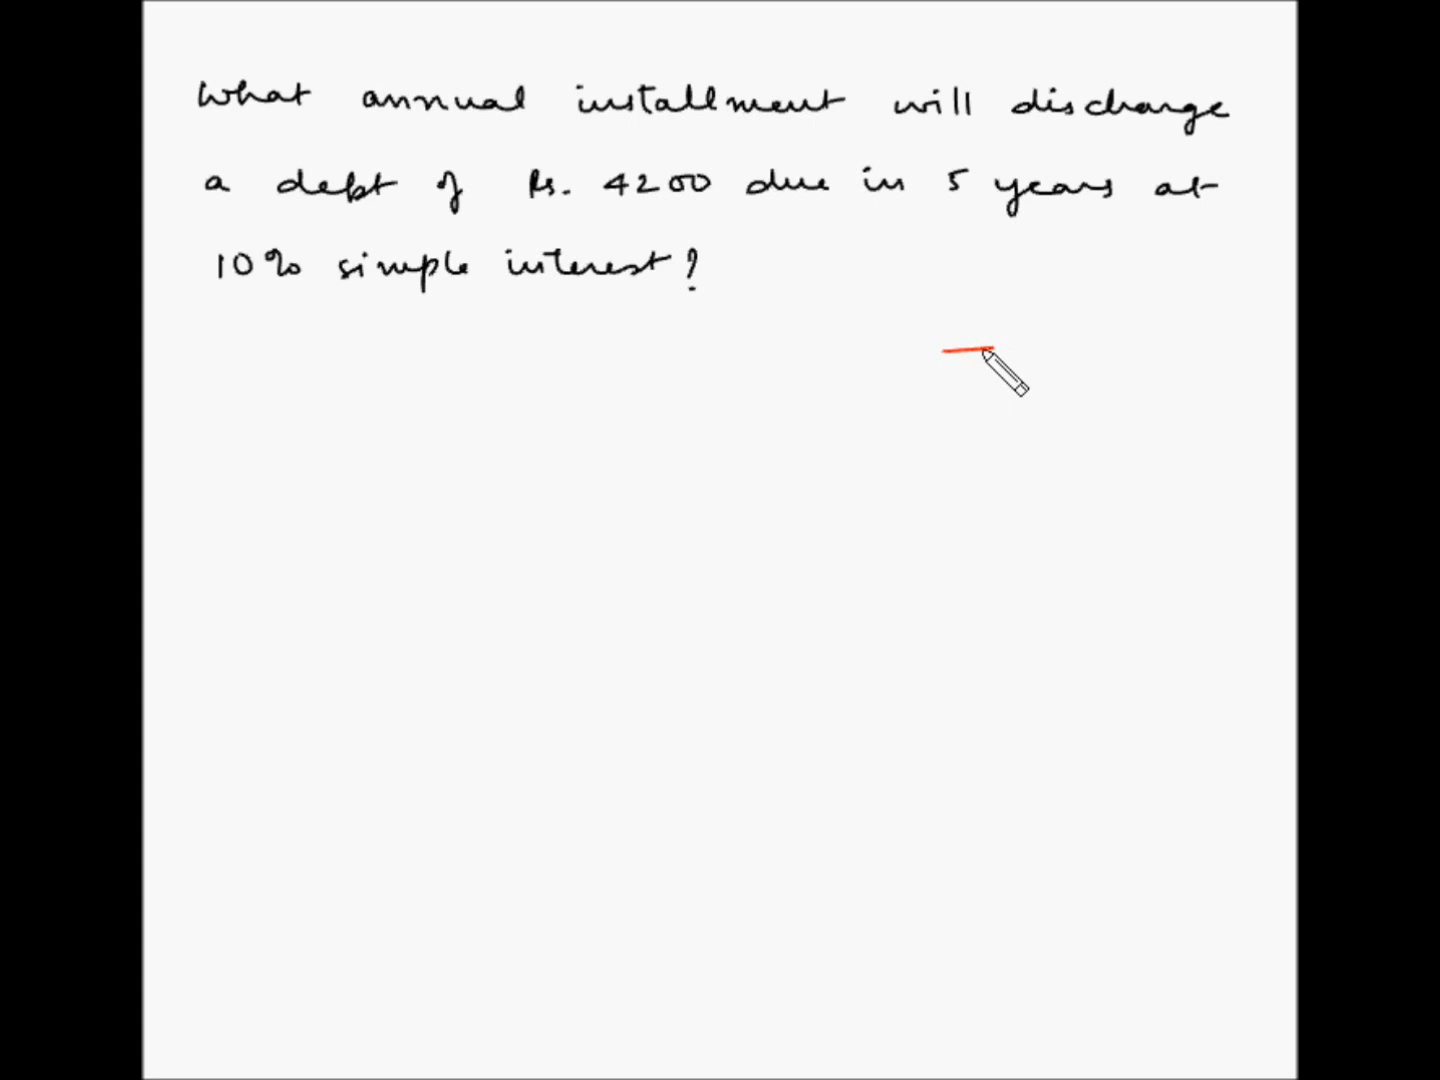 What annual installment will discharge
a debt of Rs. 4200 due in 5 years at
10% simple interest?